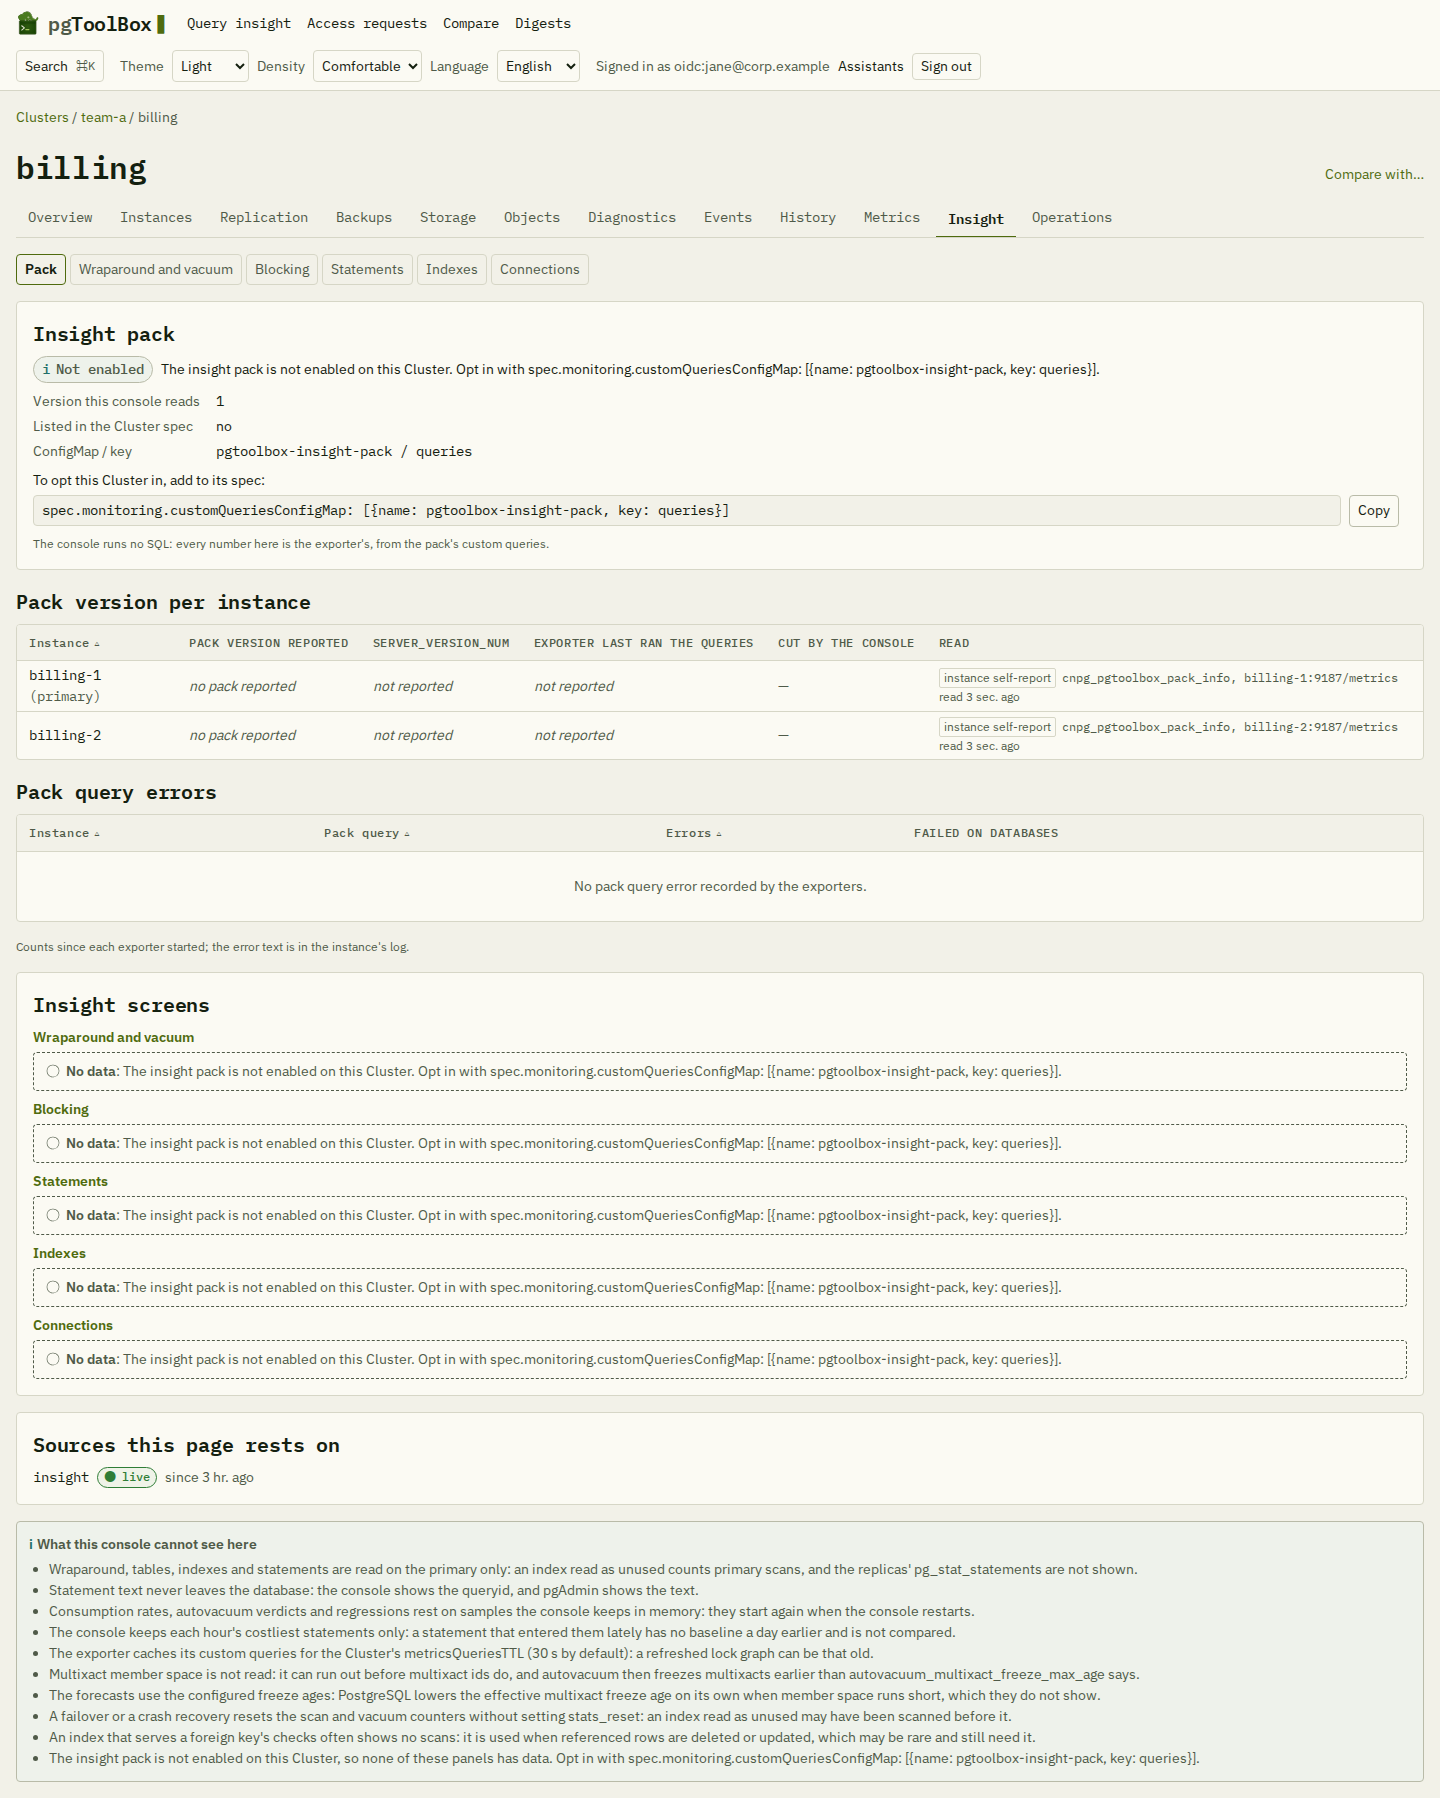 pgToolBox
Query insight Access requests Compare Digests
Search ⌘K Theme Light Density Comfortable Language English Signed in as oidc:jane@corp.example Assistants Sign out
Clusters / team-a / billing
billing
Compare with...
Overview Instances Replication Backups Storage Objects Diagnostics Events History Metrics Insight Operations
Pack Wraparound and vacuum Blocking Statements Indexes Connections
Insight pack
i Not enabled The insight pack is not enabled on this Cluster. Opt in with spec.monitoring.customQueriesConfigMap: [{name: pgtoolbox-insight-pack, key: queries}].
Version this console reads 1
Listed in the Cluster spec no
ConfigMap / key pgtoolbox-insight-pack / queries
To opt this Cluster in, add to its spec:
spec.monitoring.customQueriesConfigMap: [{name: pgtoolbox-insight-pack, key: queries}] Copy
The console runs no SQL: every number here is the exporter's, from the pack's custom queries.
Pack version per instance
Instance PACK VERSION REPORTED SERVER_VERSION_NUM EXPORTER LAST RAN THE QUERIES CUT BY THE CONSOLE READ
billing-1 (primary) no pack reported not reported not reported — instance self-report cnpg_pgtoolbox_pack_info, billing-1:9187/metrics
read 3 sec. ago
billing-2 no pack reported not reported not reported — instance self-report cnpg_pgtoolbox_pack_info, billing-2:9187/metrics
read 3 sec. ago
Pack query errors
Instance Pack query Errors FAILED ON DATABASES
No pack query error recorded by the exporters.
Counts since each exporter started; the error text is in the instance's log.
Insight screens
Wraparound and vacuum
No data: The insight pack is not enabled on this Cluster. Opt in with spec.monitoring.customQueriesConfigMap: [{name: pgtoolbox-insight-pack, key: queries}].
Blocking
No data: The insight pack is not enabled on this Cluster. Opt in with spec.monitoring.customQueriesConfigMap: [{name: pgtoolbox-insight-pack, key: queries}].
Statements
No data: The insight pack is not enabled on this Cluster. Opt in with spec.monitoring.customQueriesConfigMap: [{name: pgtoolbox-insight-pack, key: queries}].
Indexes
No data: The insight pack is not enabled on this Cluster. Opt in with spec.monitoring.customQueriesConfigMap: [{name: pgtoolbox-insight-pack, key: queries}].
Connections
No data: The insight pack is not enabled on this Cluster. Opt in with spec.monitoring.customQueriesConfigMap: [{name: pgtoolbox-insight-pack, key: queries}].
Sources this page rests on
insight live since 3 hr. ago
i What this console cannot see here
• Wraparound, tables, indexes and statements are read on the primary only: an index read as unused counts primary scans, and the replicas' pg_stat_statements are not shown.
• Statement text never leaves the database: the console shows the queryid, and pgAdmin shows the text.
• Consumption rates, autovacuum verdicts and regressions rest on samples the console keeps in memory: they start again when the console restarts.
• The console keeps each hour's costliest statements only: a statement that entered them lately has no baseline a day earlier and is not compared.
• The exporter caches its custom queries for the Cluster's metricsQueriesTTL (30 s by default): a refreshed lock graph can be that old.
• Multixact member space is not read: it can run out before multixact ids do, and autovacuum then freezes multixacts earlier than autovacuum_multixact_freeze_max_age says.
• The forecasts use the configured freeze ages: PostgreSQL lowers the effective multixact freeze age on its own when member space runs short, which they do not show.
• A failover or a crash recovery resets the scan and vacuum counters without setting stats_reset: an index read as unused may have been scanned before it.
• An index that serves a foreign key's checks often shows no scans: it is used when referenced rows are deleted or updated, which may be rare and still need it.
• The insight pack is not enabled on this Cluster, so none of these panels has data. Opt in with spec.monitoring.customQueriesConfigMap: [{name: pgtoolbox-insight-pack, key: queries}].